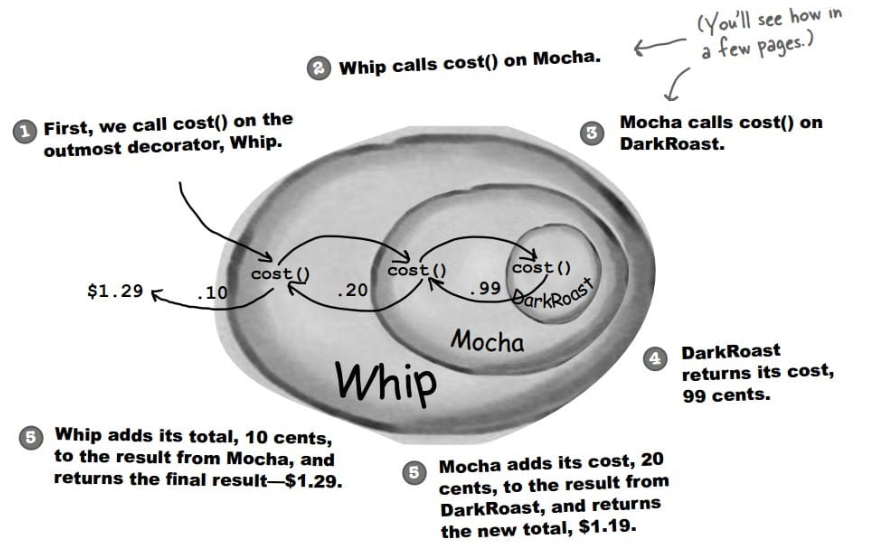 (You'll see how in
a few pages.)
2 Whip calls cost() on Mocha.
1 First, we call cost() on the
outmost decorator, Whip.
3 Mocha calls cost() on
DarkRoast.
cost()
cost()
cost()
$1.29
.10
.20
.99
DarkRoast
Mocha
Whip
4 DarkRoast
returns its cost,
99 cents.
5 Whip adds its total, 10 cents,
to the result from Mocha, and
returns the final result—$1.29.
5 Mocha adds its cost, 20
cents, to the result from
DarkRoast, and returns
the new total, $1.19.